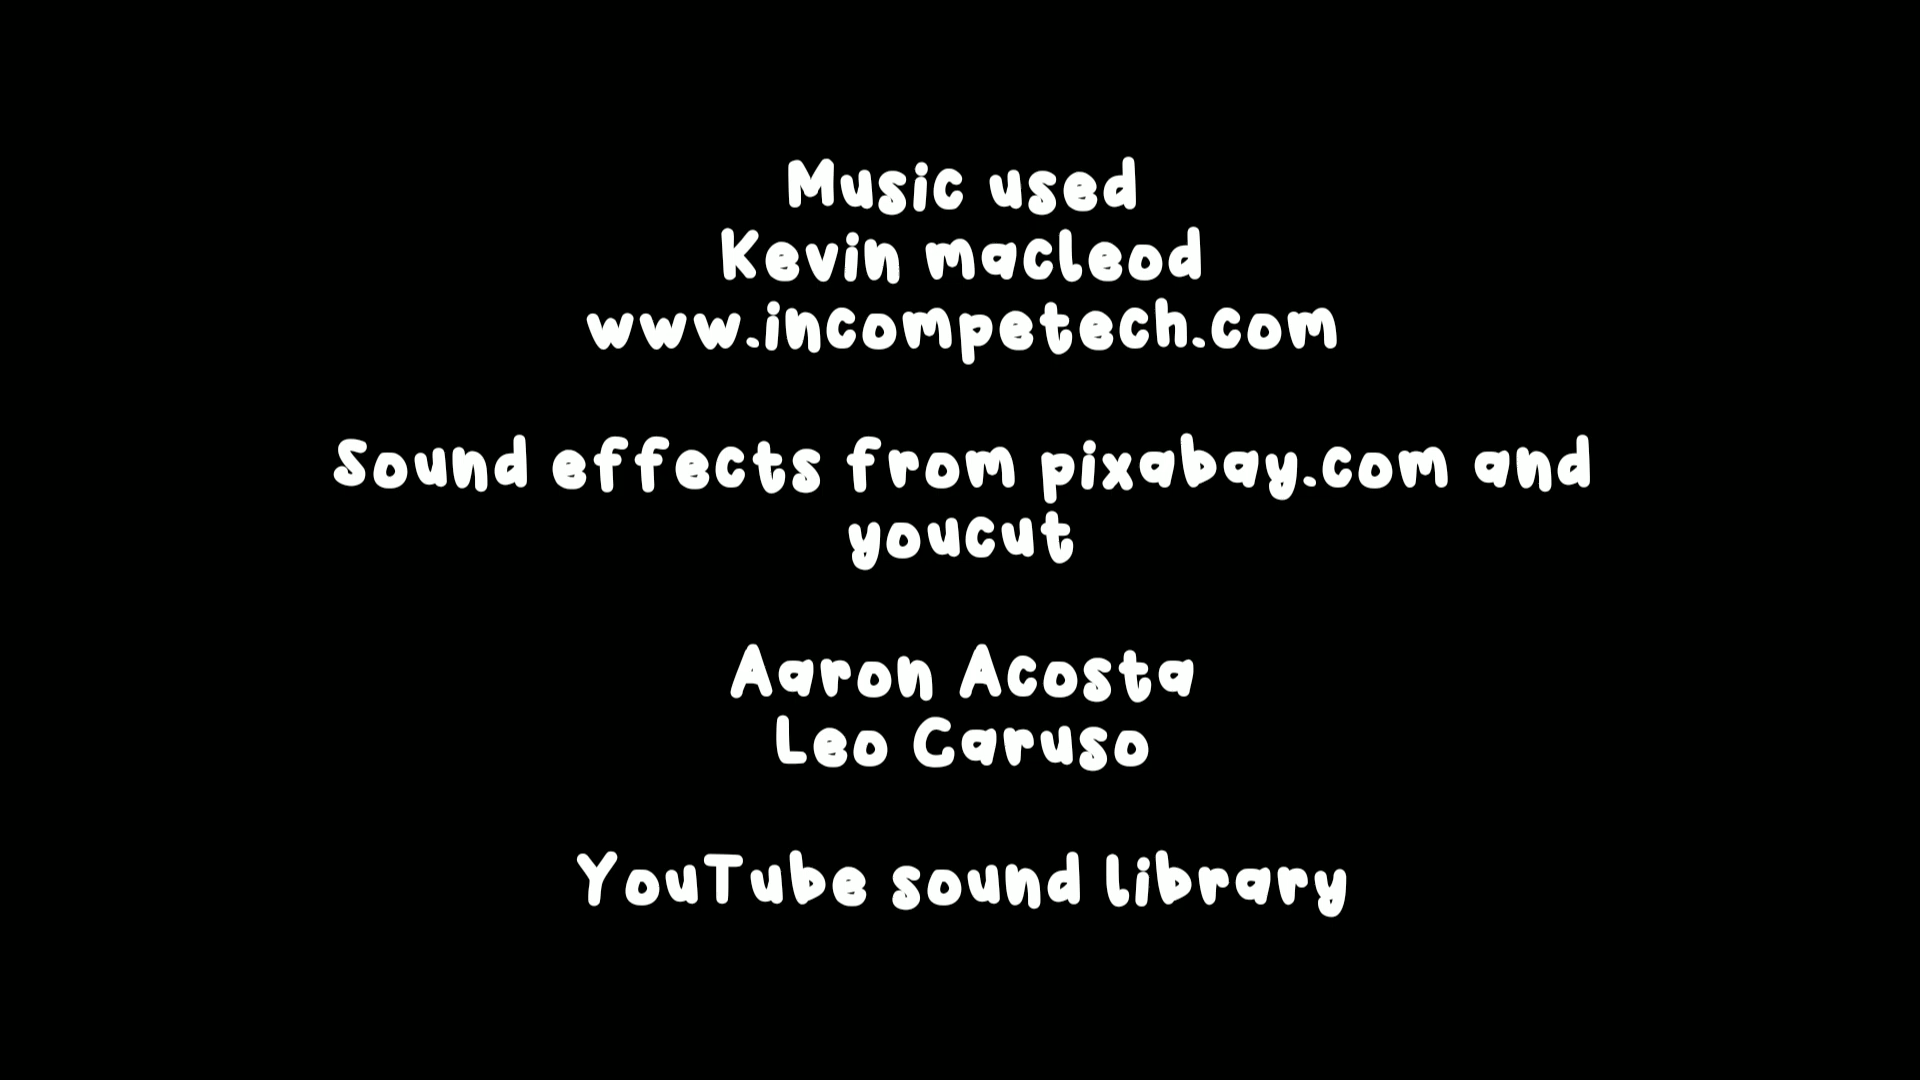 Music used
Kevin macleod
www.incompetech.com
Sound effects from pixabay.com and
youcut
Aaron Acosta
Leo Caruso
YouTube sound library